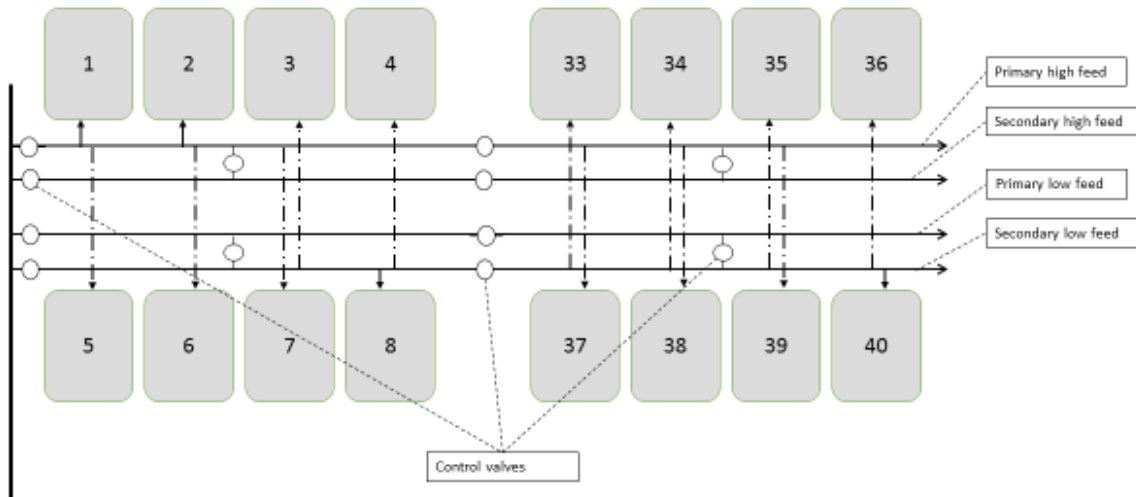 1 2 3 4 33 34 35 36
Primary high feed
Secondary high feed
Primary low feed
Secondary low feed
5 6 7 8 37 38 39 40
Control valves